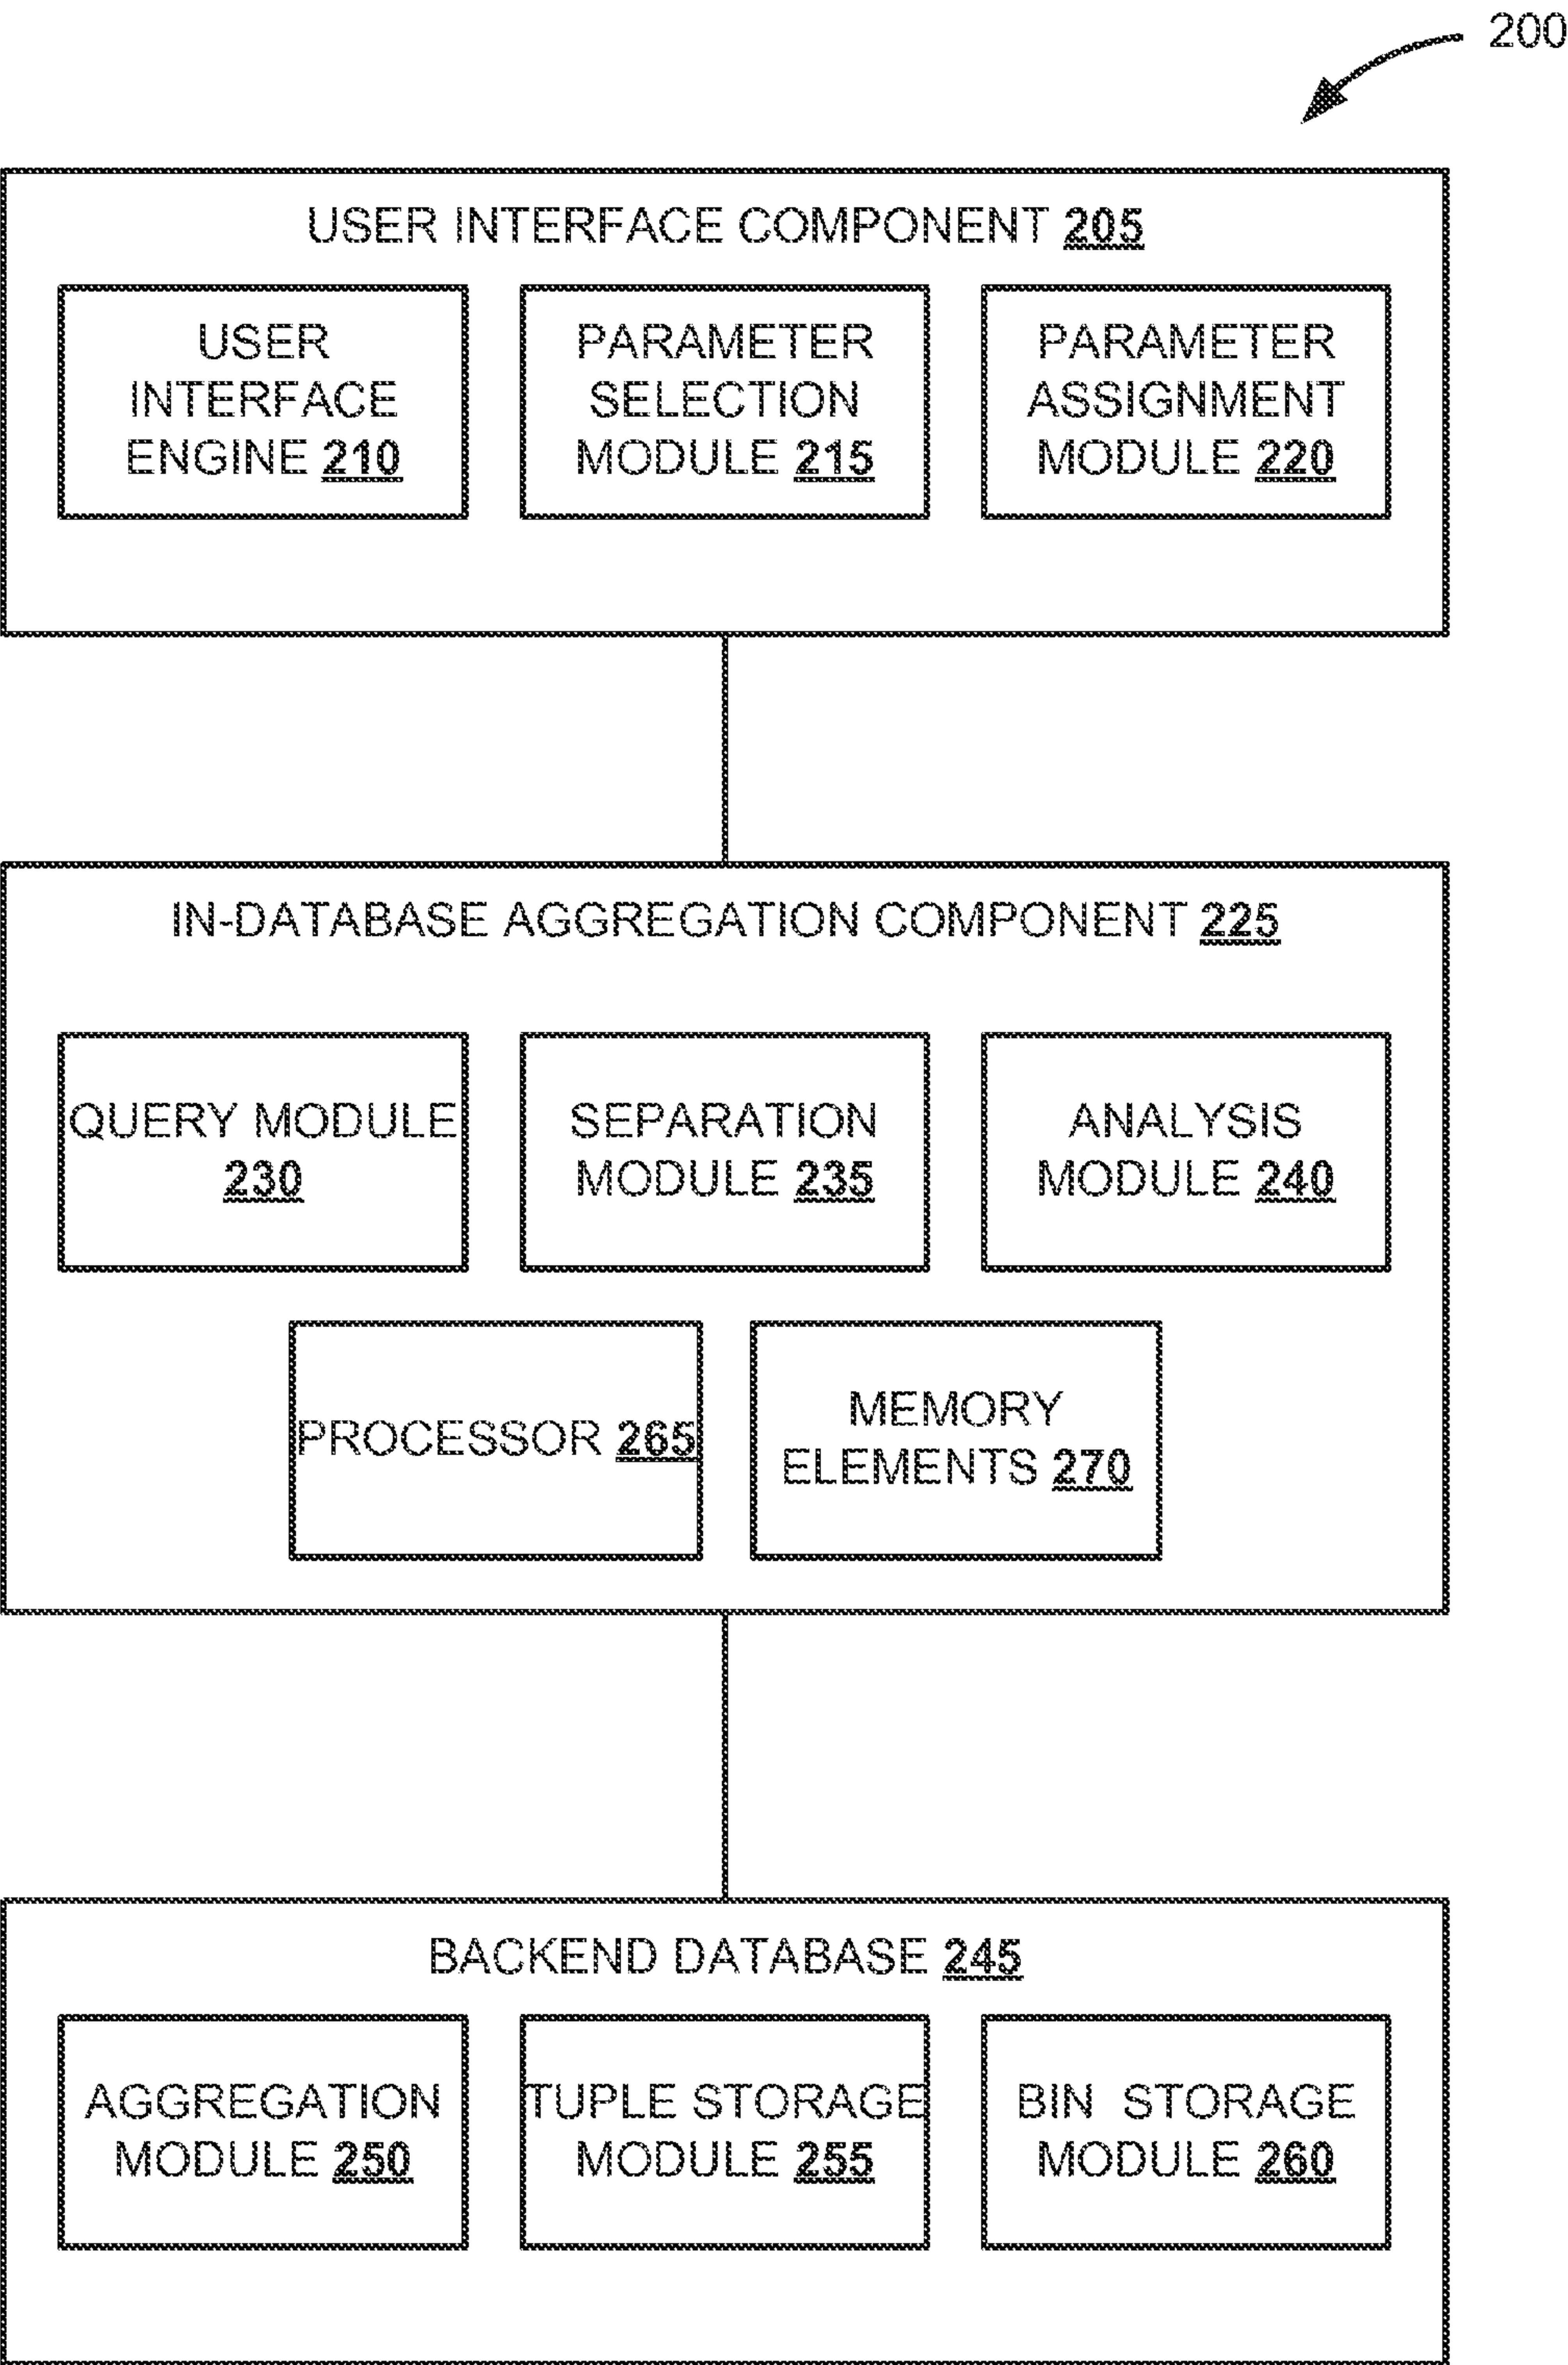 200
USER INTERFACE COMPONENT 205
USER
INTERFACE
ENGINE 210
PARAMETER
SELECTION
MODULE 215
PARAMETER
ASSIGNMENT
MODULE 220
IN-DATABASE AGGREGATION COMPONENT 225
QUERY MODULE
230
SEPARATION
MODULE 235
ANALYSIS
MODULE 240
PROCESSOR 265
MEMORY
ELEMENTS 270
BACKEND DATABASE 245
AGGREGATION
MODULE 250
TUPLE STORAGE
MODULE 255
BIN STORAGE
MODULE 260